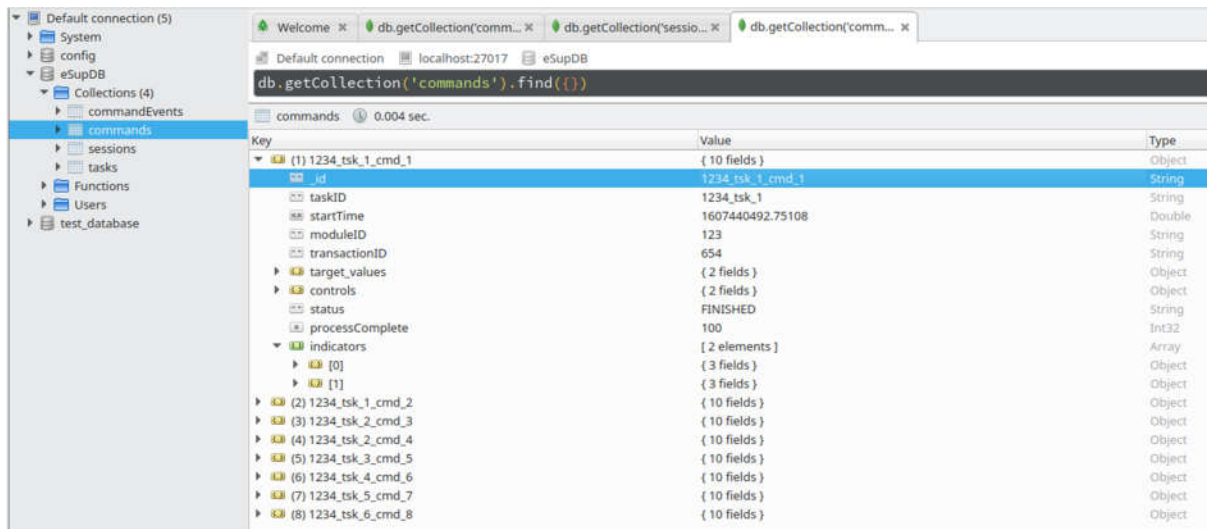 Default connection (5)
System
config
eSupDB
Collections (4)
commandEvents
commands
sessions
tasks
Functions
Users
test_database
Welcome db.getCollection('comm... db.getCollection('sessio... db.getCollection('comm...
Default connection localhost:27017 eSupDB
db.getCollection('commands').find({})
commands 0.004 sec.
Key Value Type
(1) 1234_tsk_1_cmd_1 { 10 fields } Object
_id 1234_tsk_1_cmd_1 String
taskID 1234_tsk_1 String
startTime 1607440492.75108 Double
moduleID 123 String
transactionID 654 String
target_values { 2 fields } Object
controls { 2 fields } Object
status FINISHED String
processComplete 100 Int32
indicators [ 2 elements ] Array
[0] { 3 fields } Object
[1] { 3 fields } Object
(2) 1234_tsk_1_cmd_2 { 10 fields } Object
(3) 1234_tsk_2_cmd_3 { 10 fields } Object
(4) 1234_tsk_2_cmd_4 { 10 fields } Object
(5) 1234_tsk_3_cmd_5 { 10 fields } Object
(6) 1234_tsk_4_cmd_6 { 10 fields } Object
(7) 1234_tsk_5_cmd_7 { 10 fields } Object
(8) 1234_tsk_6_cmd_8 { 10 fields } Object